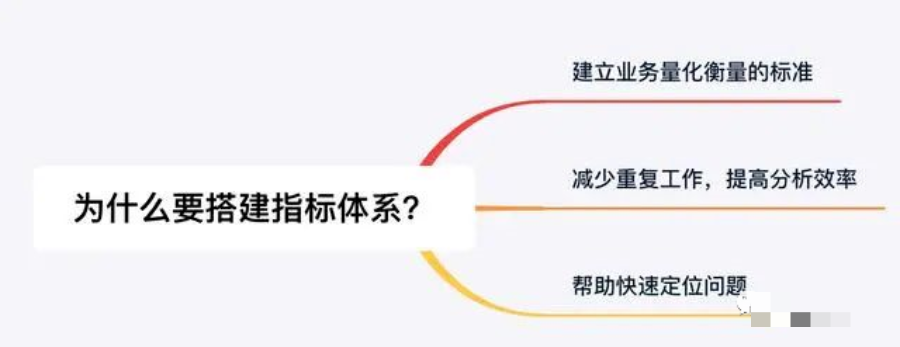 建立业务量化衡量的标准
减少重复工作，提高分析效率
为什么要搭建指标体系？
帮助快速定位问题